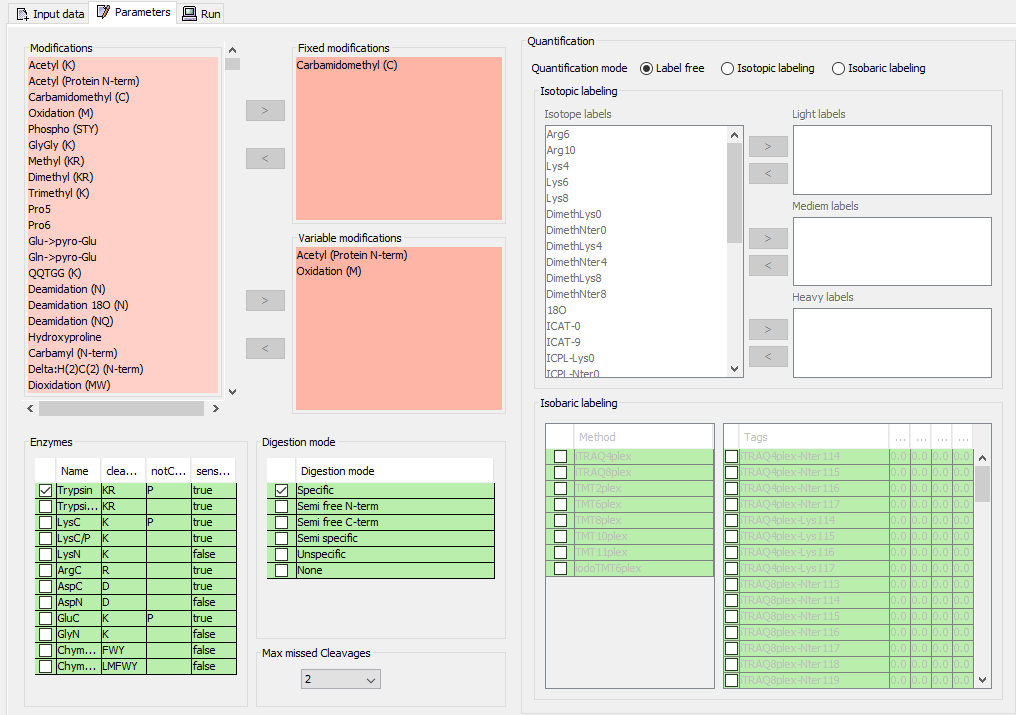 Input data
Parameters
Run
Modifications
Acetyl (K)
Acetyl (Protein N-term)
Carbamidomethyl (C)
Oxidation (M)
Phospho (STY)
GlyGly (K)
Methyl (KR)
Dimethyl (KR)
Trimethyl (K)
Pro5
Pro6
Glu->pyro-Glu
Gln->pyro-Glu
QQTGG (K)
Deamidation (N)
Deamidation 18O (N)
Deamidation (NQ)
Hydroxyproline
Carbamyl (N-term)
Delta:H(2)C(2) (N-term)
Dioxidation (MW)
>
<
>
<
Fixed modifications
Carbamidomethyl (C)
Variable modifications
Acetyl (Protein N-term)
Oxidation (M)
Enzymes
Name clea... notC... sens...
Trypsin KR P true
Trypsi... KR true
LysC K P true
LysC/P K true
LysN K false
ArgC R true
AspC D true
AspN D false
GluC K P true
GlyN K false
Chym... FWY false
Chym... LMFWY false
Digestion mode
Digestion mode
Specific
Semi free N-term
Semi free C-term
Semi specific
Unspecific
None
Max missed Cleavages
2
Quantification
Quantification mode Label free Isotopic labeling Isobaric labeling
Isotopic labeling
Isotope labels
Arg6
Arg10
Lys4
Lys6
Lys8
DimethLys0
DimethNter0
DimethLys4
DimethNter4
DimethLys8
DimethNter8
18O
ICAT-0
ICAT-9
ICPL-Lys0
ICPL-Nter0
>
<
>
<
>
<
Light labels
Mediem labels
Heavy labels
Isobaric labeling
Method
iTRAQ4plex
iTRAQ8plex
TMT2plex
TMT6plex
TMT8plex
TMT10plex
TMT11plex
iodoTMT6plex
Tags ... ... ... ...
iTRAQ4plex-Nter114 0.0 0.0 0.0 0.0
iTRAQ4plex-Nter115 0.0 0.0 0.0 0.0
iTRAQ4plex-Nter116 0.0 0.0 0.0 0.0
iTRAQ4plex-Nter117 0.0 0.0 0.0 0.0
iTRAQ4plex-Lys114 0.0 0.0 0.0 0.0
iTRAQ4plex-Lys115 0.0 0.0 0.0 0.0
iTRAQ4plex-Lys116 0.0 0.0 0.0 0.0
iTRAQ4plex-Lys117 0.0 0.0 0.0 0.0
iTRAQ8plex-Nter113 0.0 0.0 0.0 0.0
iTRAQ8plex-Nter114 0.0 0.0 0.0 0.0
iTRAQ8plex-Nter115 0.0 0.0 0.0 0.0
iTRAQ8plex-Nter116 0.0 0.0 0.0 0.0
iTRAQ8plex-Nter117 0.0 0.0 0.0 0.0
iTRAQ8plex-Nter118 0.0 0.0 0.0 0.0
iTRAQ8plex-Nter119 0.0 0.0 0.0 0.0